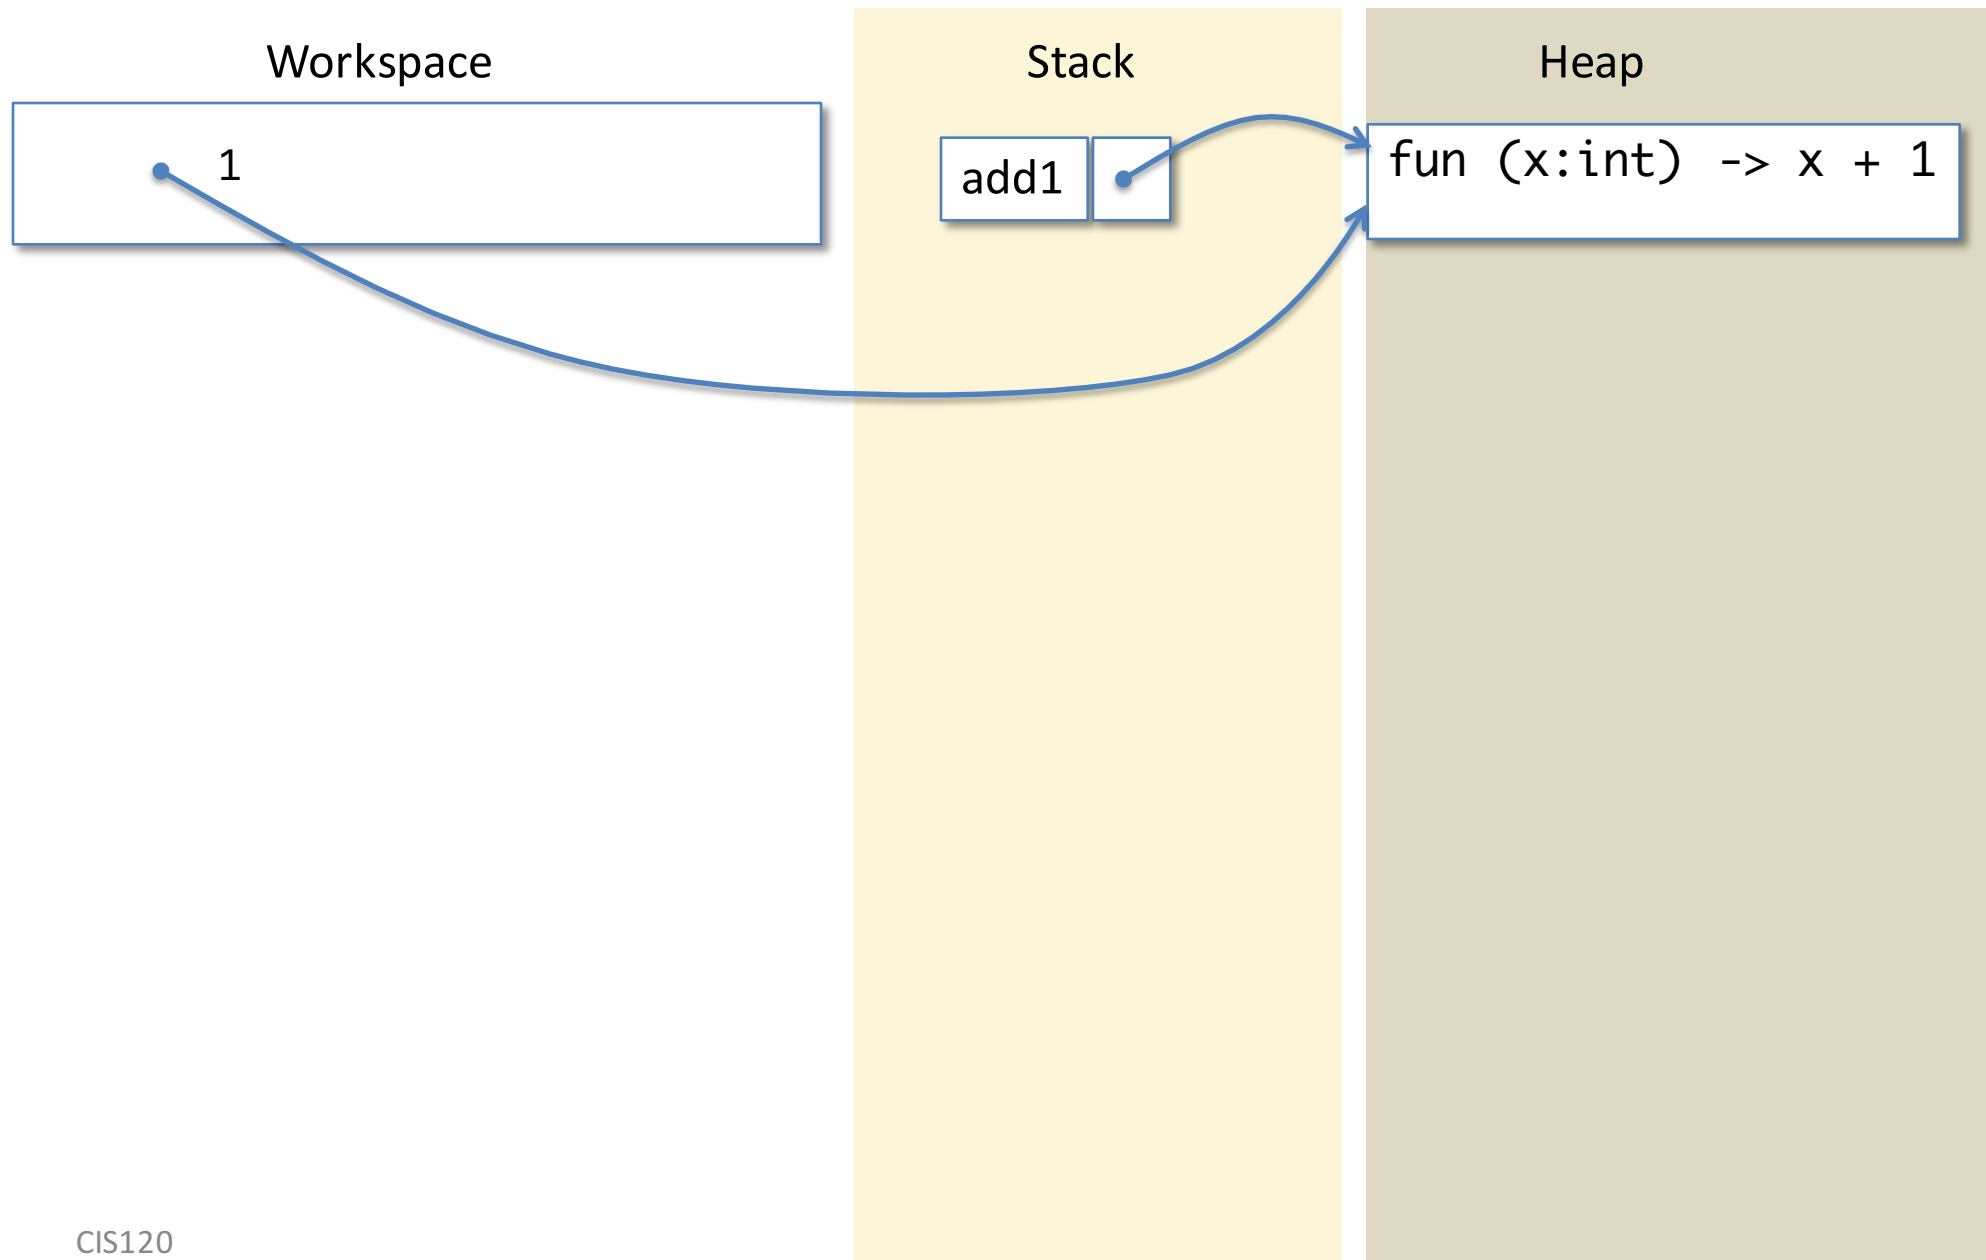 Workspace
Stack
Heap
1
add1
fun (x:int) -> x + 1
CIS120